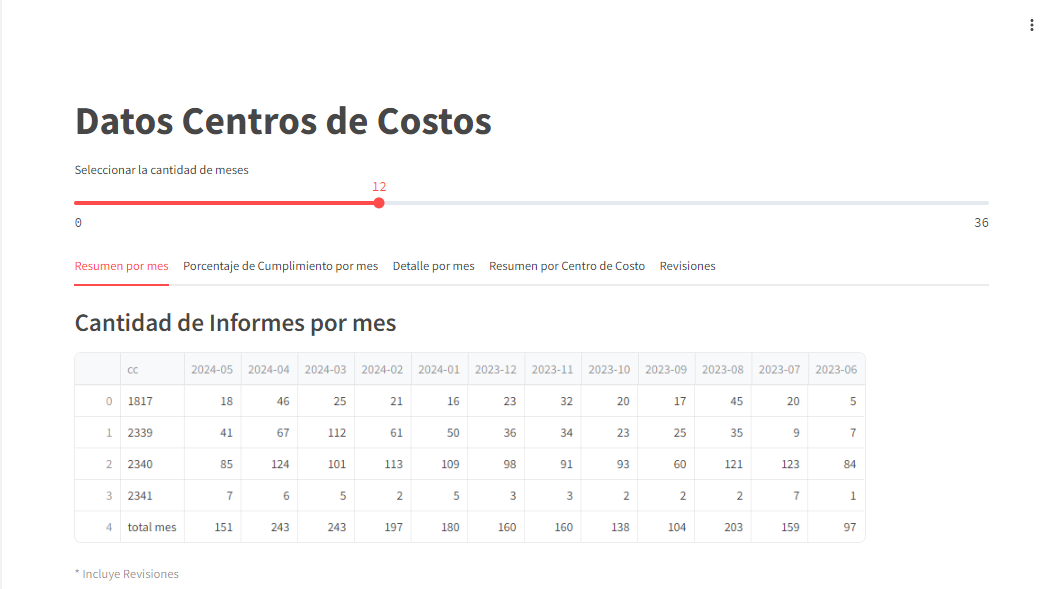 Datos Centros de Costos
Seleccionar la cantidad de meses
12
0 36
Resumen por mes Porcentaje de Cumplimiento por mes Detalle por mes Resumen por Centro de Costo Revisiones
Cantidad de Informes por mes
cc 2024-05 2024-04 2024-03 2024-02 2024-01 2023-12 2023-11 2023-10 2023-09 2023-08 2023-07 2023-06
0 1817 18 46 25 21 16 23 32 20 17 45 20 5
1 2339 41 67 112 61 50 36 34 23 25 35 9 7
2 2340 85 124 101 113 109 98 91 93 60 121 123 84
3 2341 7 6 5 2 5 3 3 2 2 2 7 1
4 total mes 151 243 243 197 180 160 160 138 104 203 159 97
* Incluye Revisiones